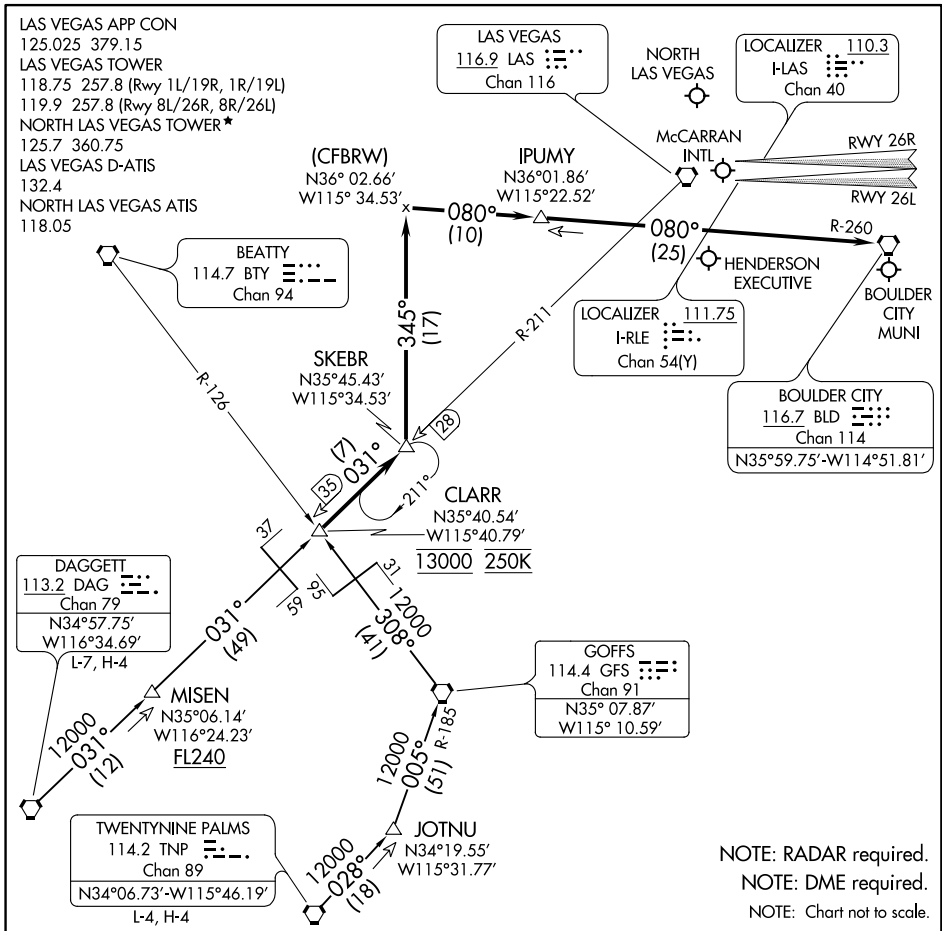 LAS VEGAS APP CON
125.025 379.15
LAS VEGAS TOWER
118.75 257.8 (Rwy 1L/19R, 1R/19L)
119.9 257.8 (Rwy 8L/26R, 8R/26L)
NORTH LAS VEGAS TOWER★
125.7 360.75
LAS VEGAS D-ATIS
132.4
NORTH LAS VEGAS ATIS
118.05
LAS VEGAS
116.9 LAS
Chan 116
NORTH
LAS VEGAS
LOCALIZER 110.3
I-LAS
Chan 40
McCARRAN
INTL
RWY 26R
RWY 26L
(CFBRW)
N36° 02.66'
W115° 34.53'
IPUMY
N36°01.86'
W115°22.52'
080°
(10)
080°
(25)
R-260
BEATTY
114.7 BTY
Chan 94
HENDERSON
EXECUTIVE
BOULDER
CITY
MUNI
345°
(17)
R-211
LOCALIZER 111.75
I-RLE
Chan 54(Y)
SKEBR
N35°45.43'
W115°34.53'
R-126
BOULDER CITY
116.7 BLD
Chan 114
N35°59.75'-W114°51.81'
28
(7)
031°
35
211°
CLARR
N35°40.54'
W115°40.79'
13000 250K
37
59
95
31
DAGGETT
113.2 DAG
Chan 79
N34°57.75'
W116°34.69'
L-7, H-4
031°
(49)
12000
308°
(41)
GOFFS
114.4 GFS
Chan 91
N35° 07.87'
W115° 10.59'
MISEN
N35°06.14'
W116°24.23'
FL240
12000
031°
(12)
12000
005°
(51)
R-185
TWENTYNINE PALMS
114.2 TNP
Chan 89
N34°06.73'-W115°46.19'
L-4, H-4
JOTNU
N34°19.55'
W115°31.77'
12000
028°
(18)
NOTE: RADAR required.
NOTE: DME required.
NOTE: Chart not to scale.